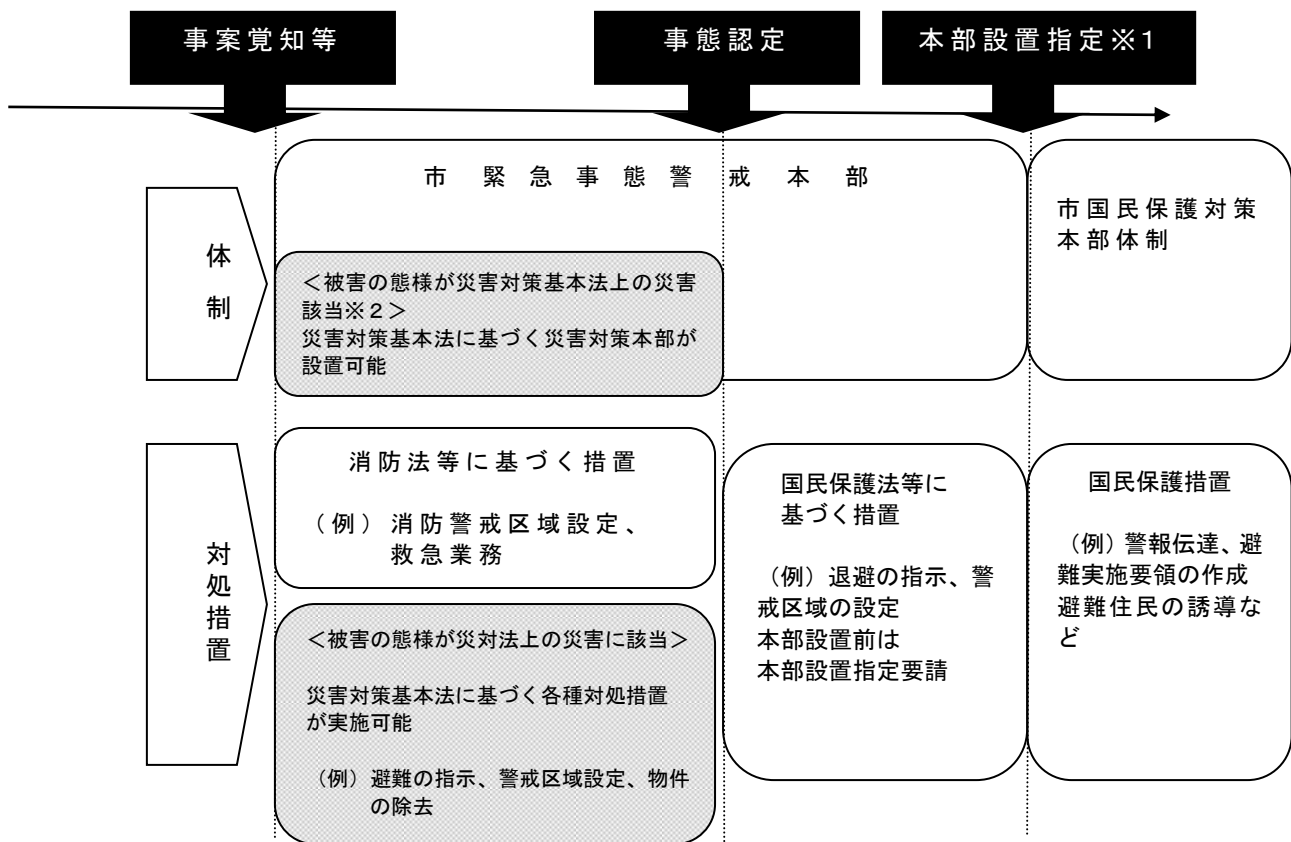 事案覚知等
事態認定
本部設置指定※1
市緊急事態警戒本部
市国民保護対策
本部体制
体
制
＜被害の態様が災害対策基本法上の災害
該当※２＞
災害対策基本法に基づく災害対策本部が
設置可能
対
処
措
置
消防法等に基づく措置
（例）消防警戒区域設定、
救急業務
＜被害の態様が災対法上の災害に該当＞
災害対策基本法に基づく各種対処措置
が実施可能
（例）避難の指示、警戒区域設定、物件
の除去
国民保護法等に
基づく措置
（例）退避の指示、警
戒区域の設定
本部設置前は
本部設置指定要請
国民保護措置
（例）警報伝達、避
難実施要領の作成
避難住民の誘導な
ど